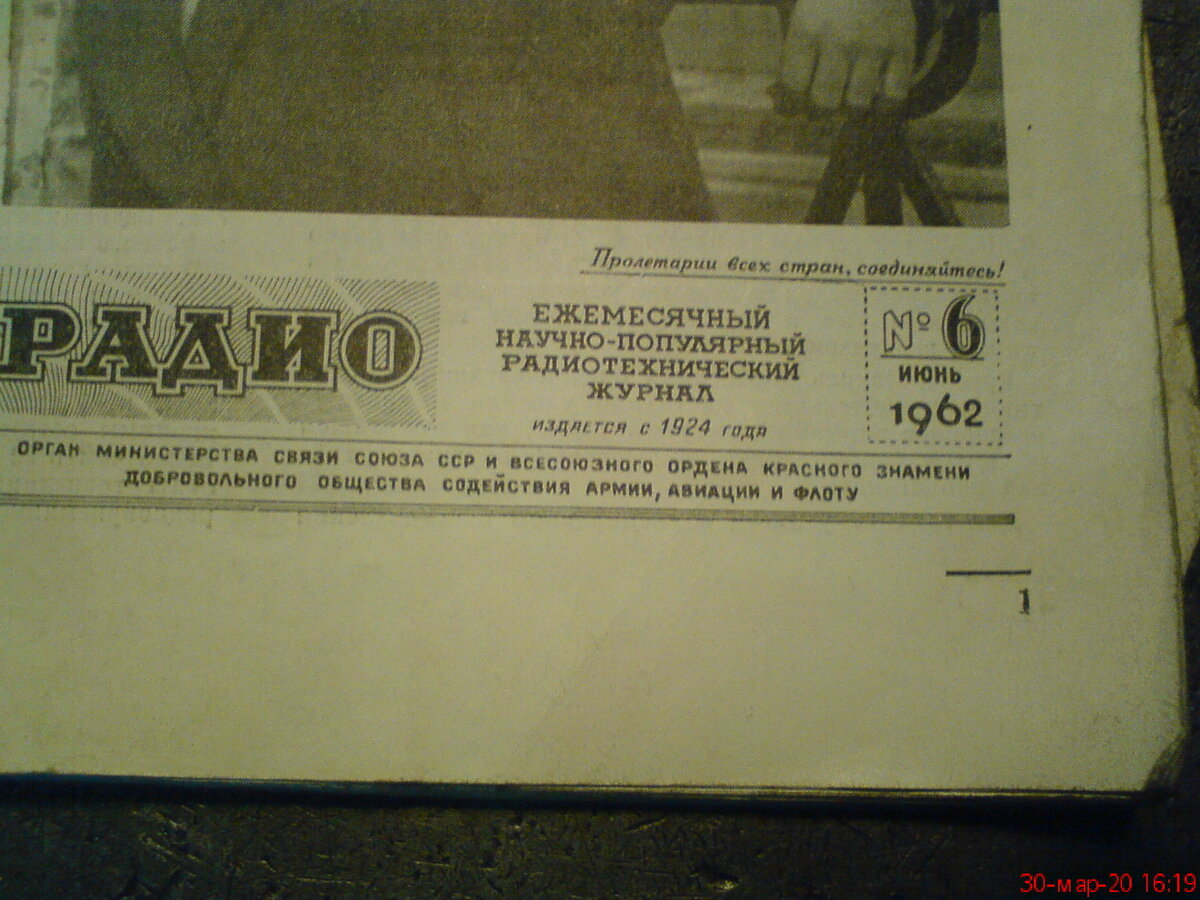 Пролетарии всех стран, соединяйтесь!
РАДИО
ЕЖЕМЕСЯЧНЫЙ
НАУЧНО-ПОПУЛЯРНЫЙ
РАДИОТЕХНИЧЕСКИЙ
ЖУРНАЛ
ИЗДАЕТСЯ С 1924 ГОДА
№ 6
ИЮНЬ
1962
ОРГАН МИНИСТЕРСТВА СВЯЗИ СОЮЗА ССР И ВСЕСОЮЗНОГО ОРДЕНА КРАСНОГО ЗНАМЕНИ
ДОБРОВОЛЬНОГО ОБЩЕСТВА СОДЕЙСТВИЯ АРМИИ, АВИАЦИИ И ФЛОТУ
1
30-мар-20 16:19